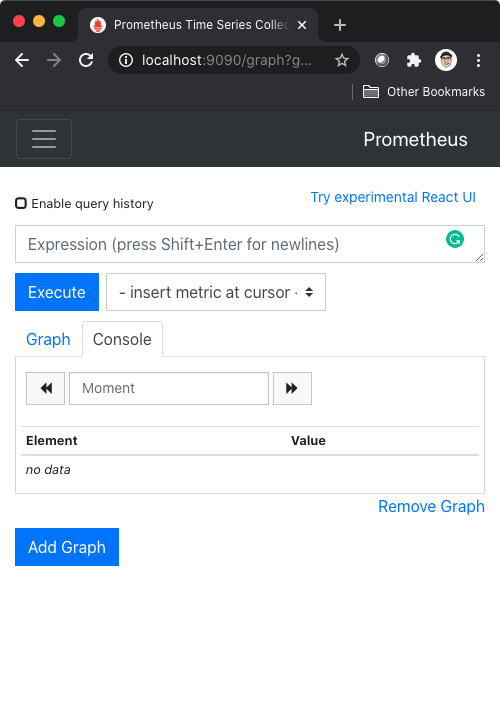 Prometheus Time Series Collec
localhost:9090/graph?g...
Other Bookmarks
Prometheus
Enable query history
Try experimental React UI
Expression (press Shift+Enter for newlines)
Execute
- insert metric at cursor -
Graph
Console
Moment
Element Value
no data
Remove Graph
Add Graph